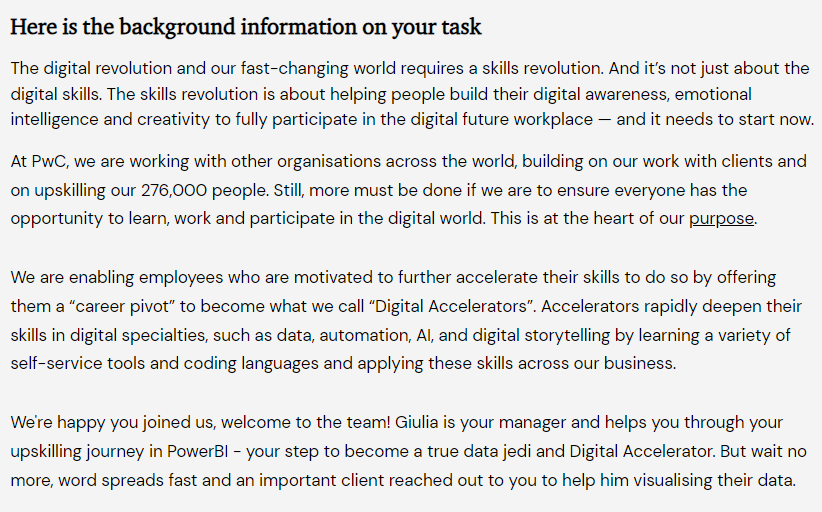 Here is the background information on your task
The digital revolution and our fast-changing world requires a skills revolution. And it's not just about the
digital skills. The skills revolution is about helping people build their digital awareness, emotional
intelligence and creativity to fully participate in the digital future workplace — and it needs to start now.
At PwC, we are working with other organisations across the world, building on our work with clients and
on upskilling our 276,000 people. Still, more must be done if we are to ensure everyone has the
opportunity to learn, work and participate in the digital world. This is at the heart of our purpose.
We are enabling employees who are motivated to further accelerate their skills to do so by offering
them a “career pivot” to become what we call “Digital Accelerators”. Accelerators rapidly deepen their
skills in digital specialties, such as data, automation, AI, and digital storytelling by learning a variety of
self-service tools and coding languages and applying these skills across our business.
We're happy you joined us, welcome to the team! Giulia is your manager and helps you through your
upskilling journey in PowerBI - your step to become a true data jedi and Digital Accelerator. But wait no
more, word spreads fast and an important client reached out to you to help him visualising their data.